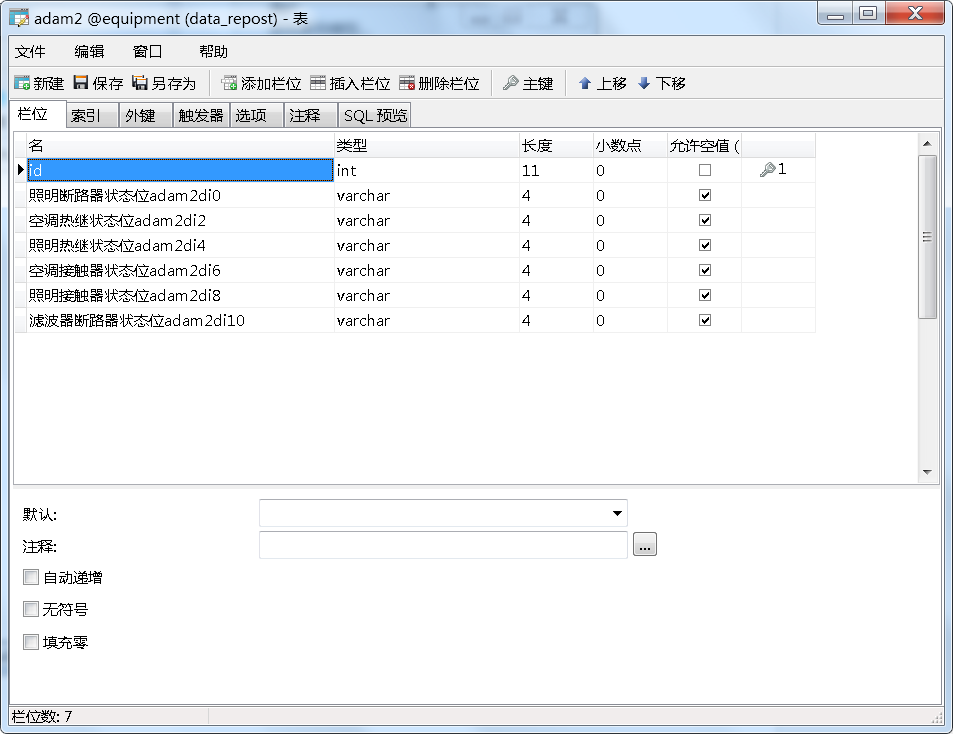 adam2 @equipment (data_repost) - 表
文件 编辑 窗口 帮助
新建 保存 另存为 添加栏位 插入栏位 删除栏位 主键 上移 下移
栏位 索引 外键 触发器 选项 注释 SQL 预览
名 类型 长度 小数点 允许空值 (
id int 11 0 1
照明断路器状态位adam2di0 varchar 4 0
空调热继状态位adam2di2 varchar 4 0
照明热继状态位adam2di4 varchar 4 0
空调接触器状态位adam2di6 varchar 4 0
照明接触器状态位adam2di8 varchar 4 0
滤波器断路器状态位adam2di10 varchar 4 0
默认:
注释:
...
自动递增
无符号
填充零
栏位数: 7